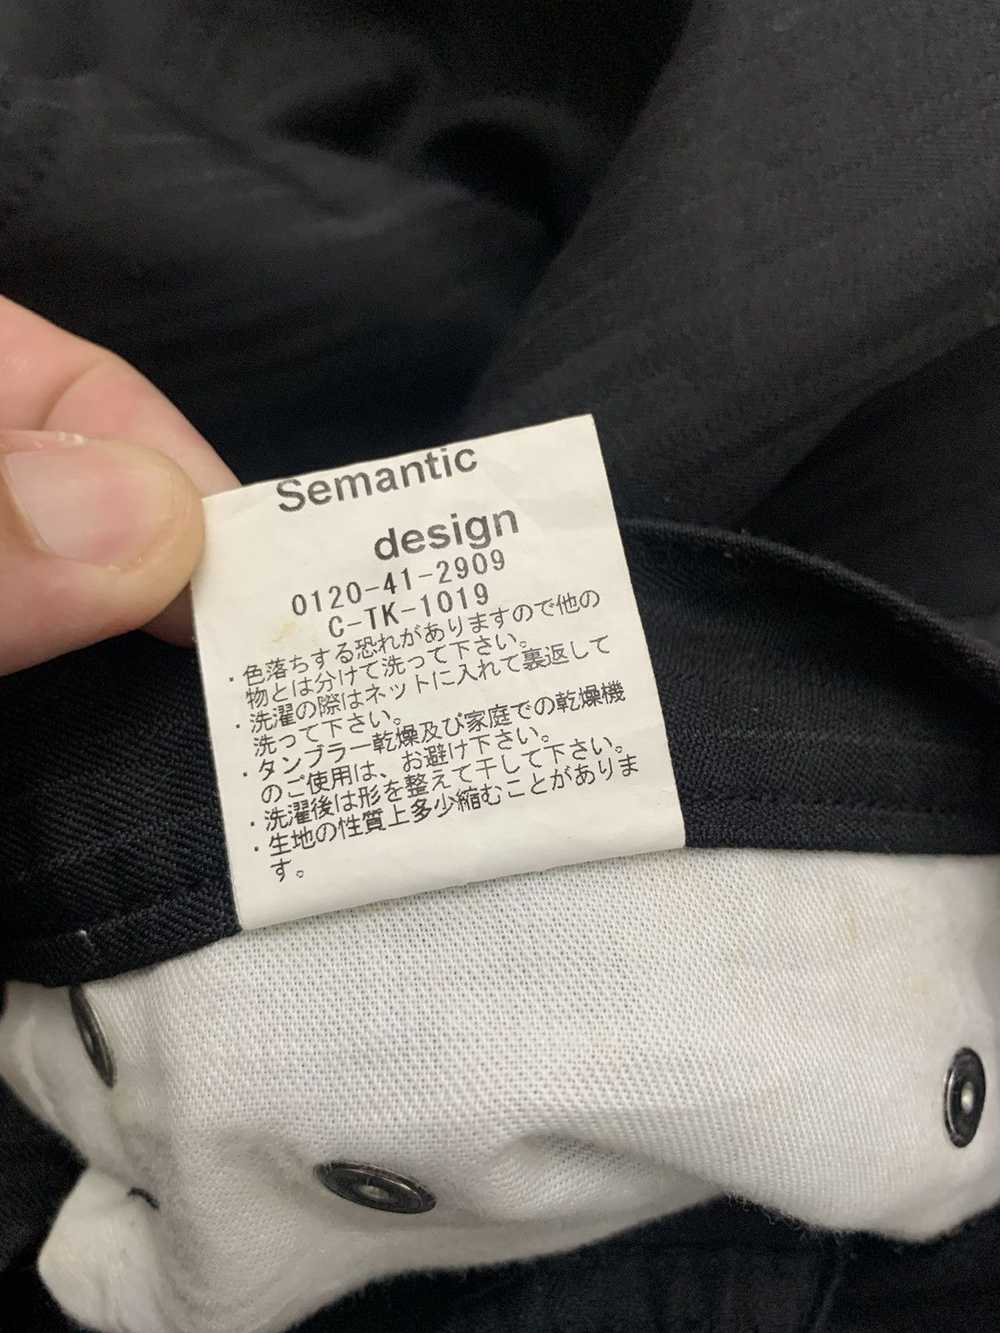 Semantic
design
0120-41-2909
C-TK-1019
・色落ちする恐れがありますので他の
物とは分けて洗って下さい。
・洗濯の際はネットに入れて裏返して
洗って下さい。
・タンブラー乾燥及び家庭での乾燥機
のご使用は、お避け下さい。
・洗濯後は形を整えて干して下さい。
・生地の性質上多少縮むことがありま
す。